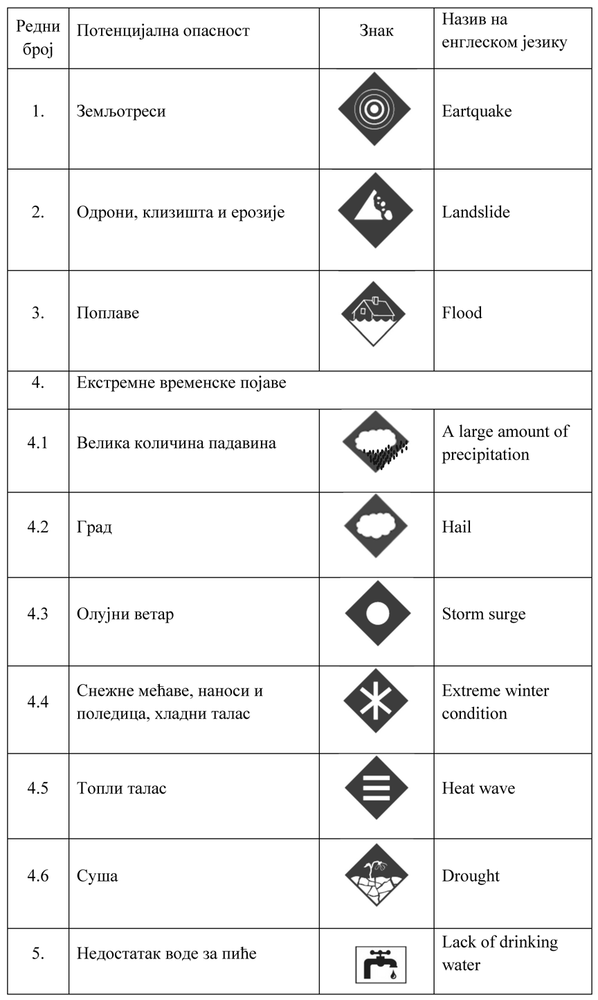 Редни број
Потенцијална опасност
Знак
Назив на
енглеском језику
1.
Земљотреси
Eartquake
2.
Одрони, клизишта и ерозије
Landslide
3.
Поплаве
Flood
4.
Екстремне временске појаве
4.1
Велика количина падавина
A large amount of
precipitation
4.2
Град
Hail
4.3
Олујни ветар
Storm surge
4.4
Снежне мећаве, наноси и
поледица, хладни талас
Extreme winter
condition
4.5
Топли талас
Heat wave
4.6
Суша
Drought
5.
Недостатак воде за пиће
Lack of drinking
water